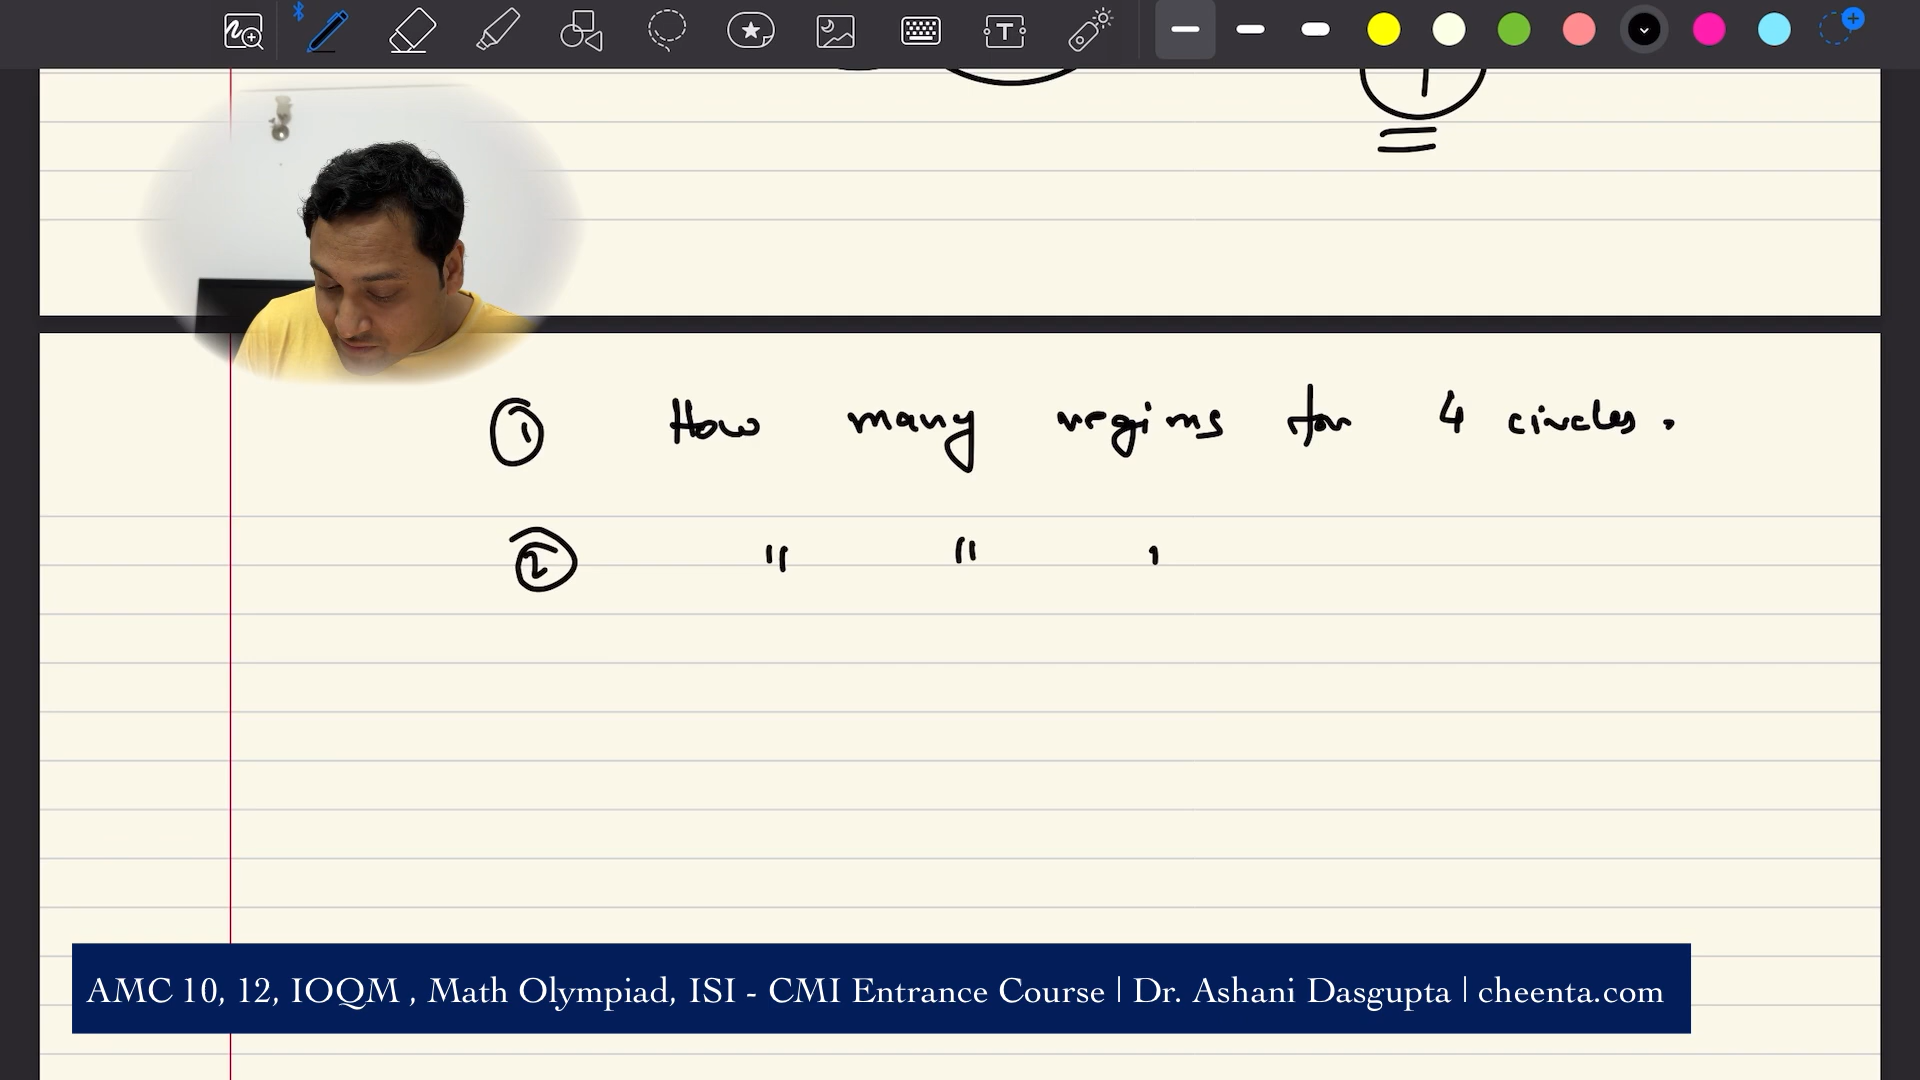 ① How many regions for 4 circles.
② " " '
AMC 10, 12, IOQM , Math Olympiad, ISI - CMI Entrance Course | Dr. Ashani Dasgupta | cheenta.com